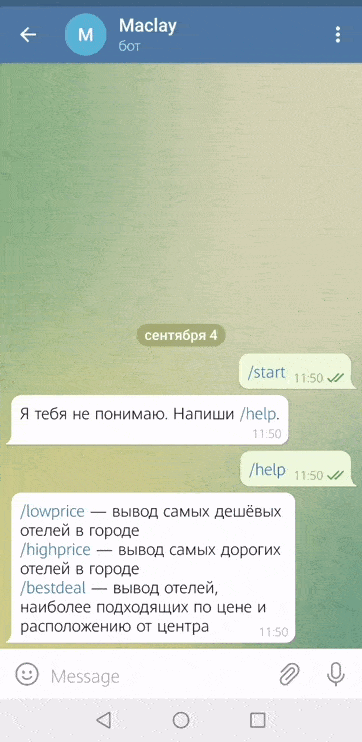 Maclay
М
бот
сентября 4
/start 11:50
Я тебя не понимаю. Напиши /help.
11:50
/help 11:50
/lowprice — вывод самых дешёвых
отелей в городе
/highprice — вывод самых дорогих
отелей в городе
/bestdeal — вывод отелей,
наиболее подходящих по цене и
расположению от центра 11:50
Message